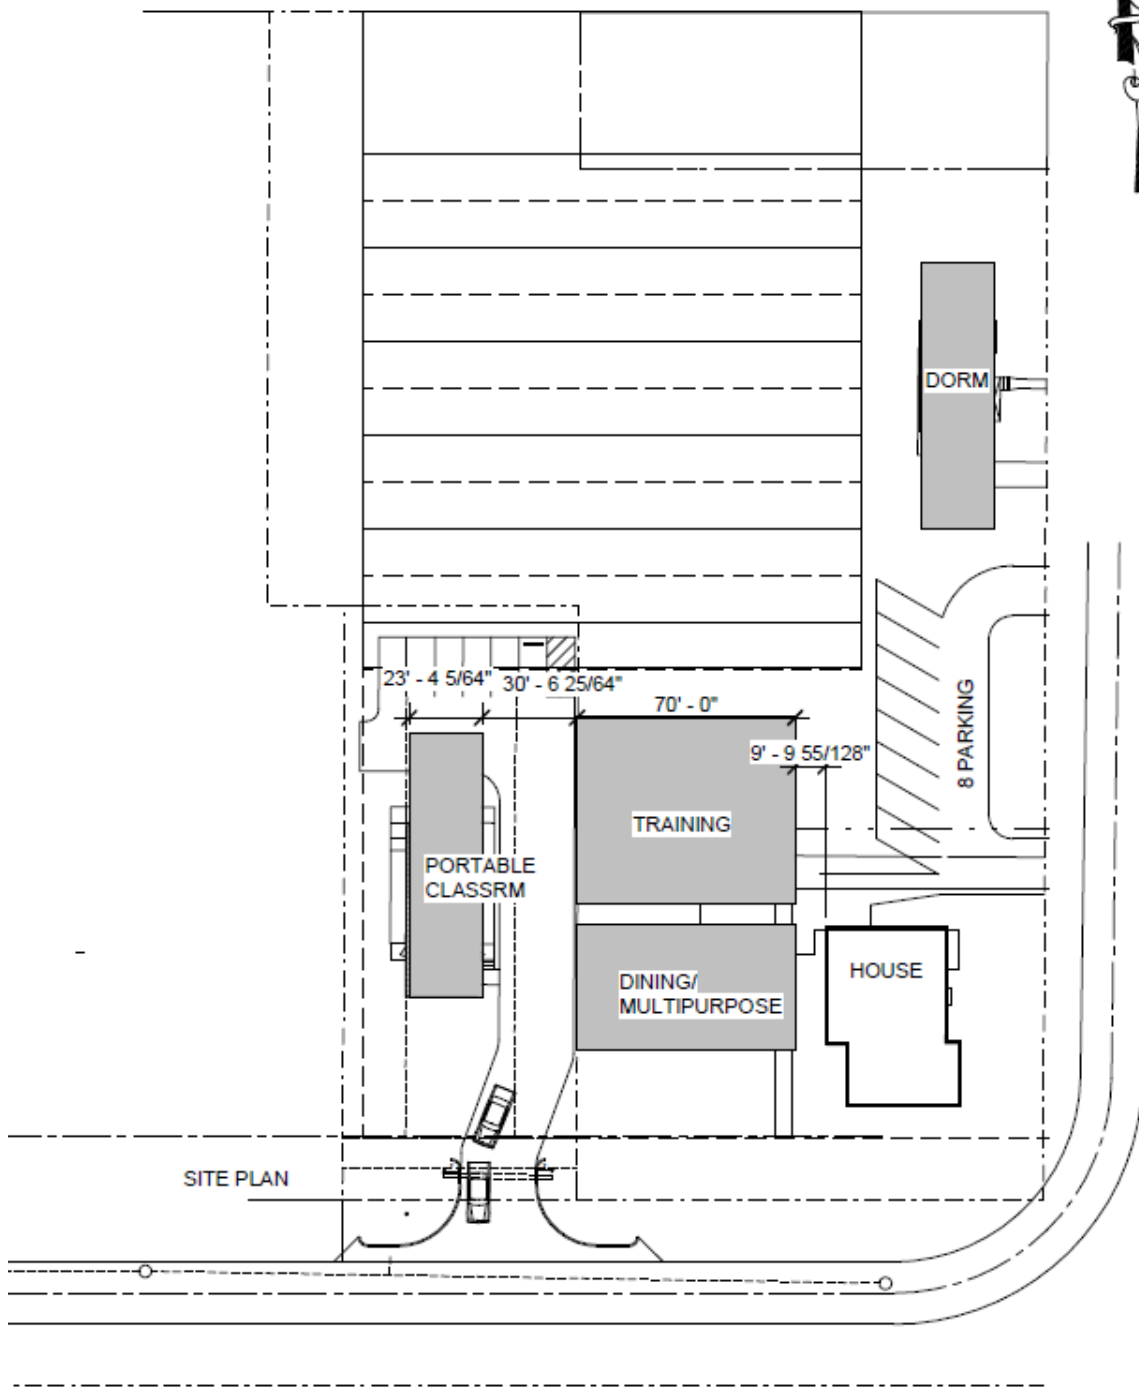 DORM
23' - 4 5/64"
30' - 6 25/64"
70' - 0"
9' - 9 55/128"
8 PARKING
TRAINING
PORTABLE
CLASSRM
HOUSE
DINING/
MULTIPURPOSE
SITE PLAN